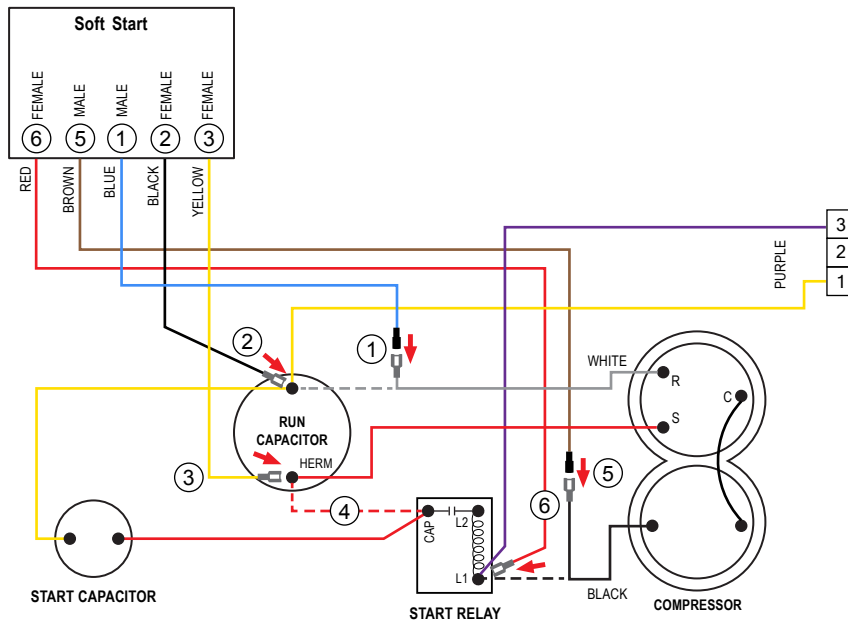 Soft Start
FEMALE
MALE
MALE
FEMALE
FEMALE
6
5
1
2
3
RED
BROWN
BLUE
BLACK
YELLOW
3
2
1
PURPLE
2
1
WHITE
R
C
S
RUN
CAPACITOR
HERM
3
5
4
6
CAP
L2
L1
BLACK
START CAPACITOR
START RELAY
COMPRESSOR